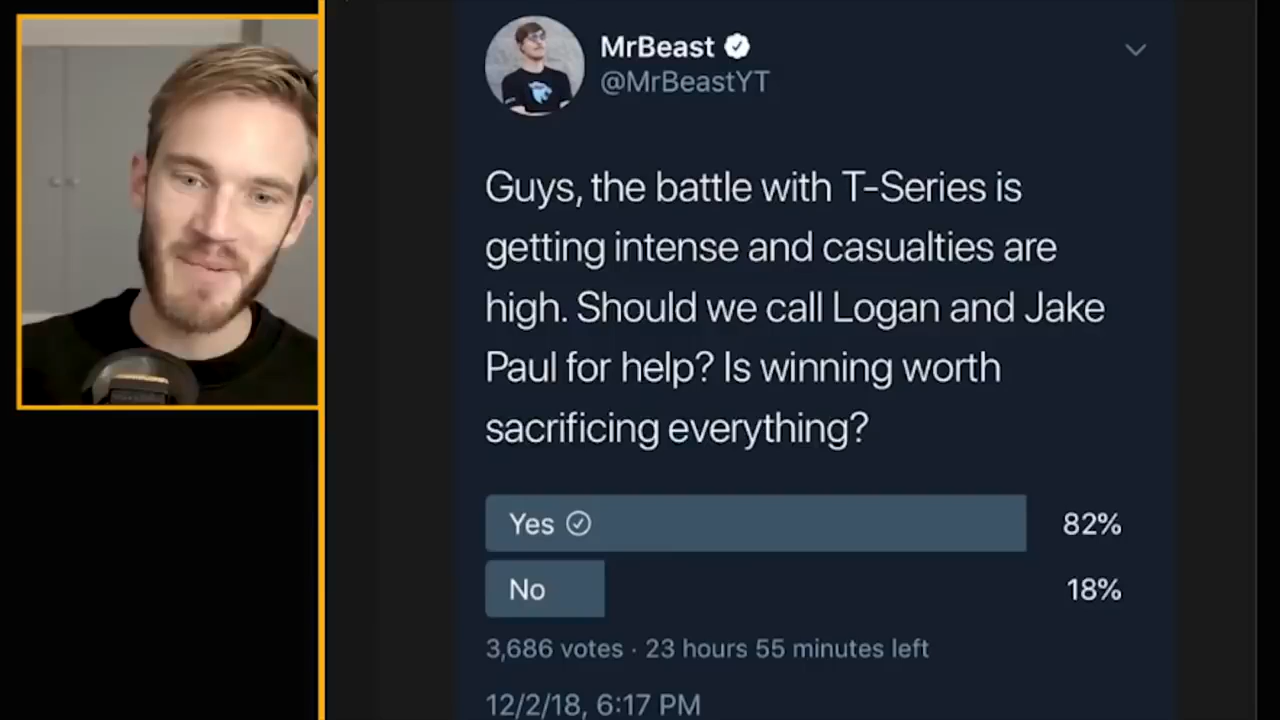 MrBeast
@MrBeastYT
Guys, the battle with T-Series is
getting intense and casualties are
high. Should we call Logan and Jake
Paul for help? Is winning worth
sacrificing everything?
Yes 82%
No 18%
3,686 votes · 23 hours 55 minutes left
12/2/18, 6:17 PM